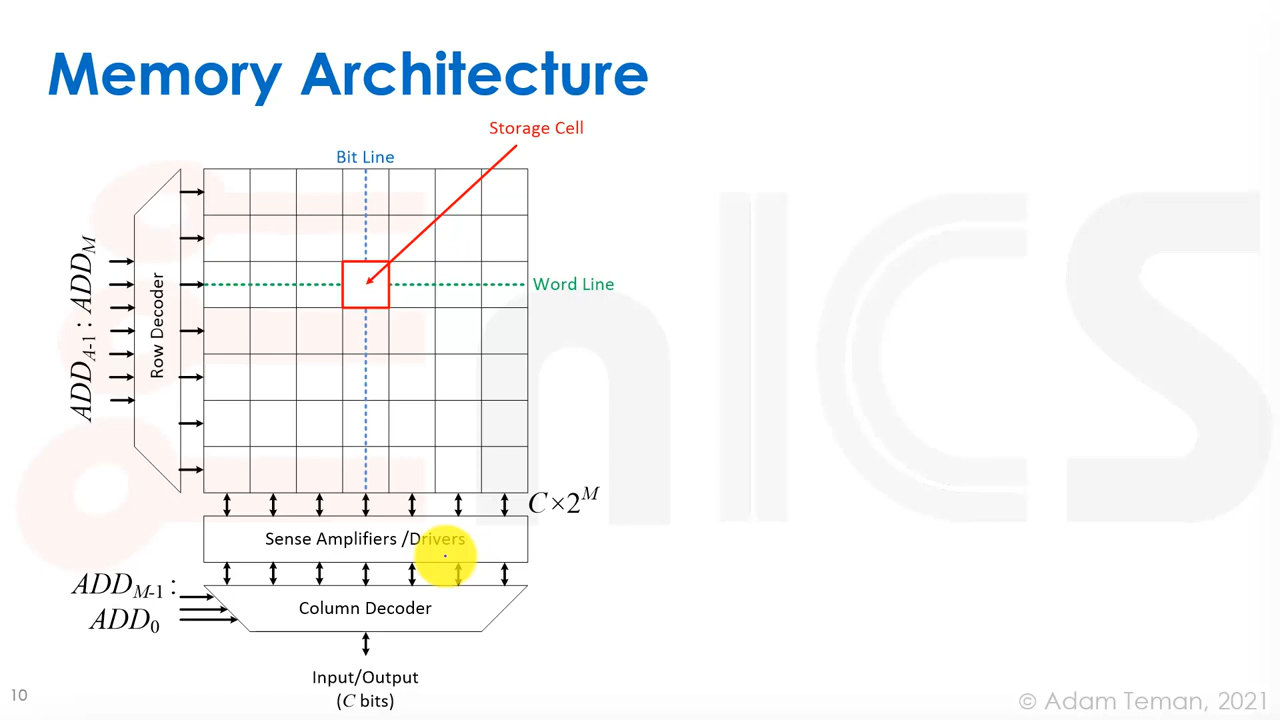 Memory Architecture
Storage Cell
Bit Line
Word Line
ADD_A-1 : ADD_M
Row Decoder
C×2^M
Sense Amplifiers /Drivers
ADD_M-1 :
ADD_0
Column Decoder
Input/Output
(C bits)
10
© Adam Teman, 2021
EnICS